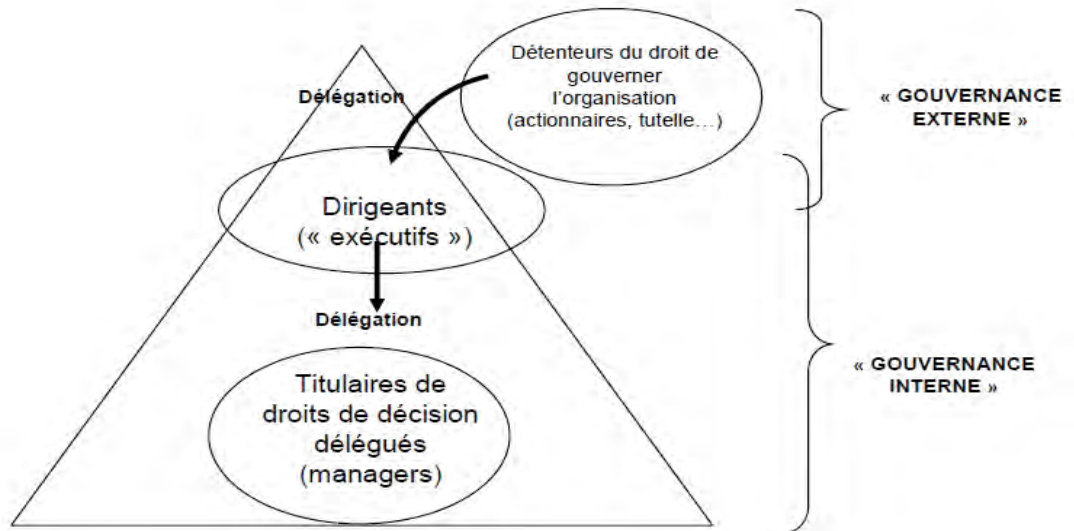 Détenteurs du droit de
gouverner
l'organisation
(actionnaires, tutelle…)
Délégation
« GOUVERNANCE
EXTERNE »
Dirigeants
(« exécutifs »)
Délégation
« GOUVERNANCE
INTERNE »
Titulaires de
droits de décision
délégués
(managers)